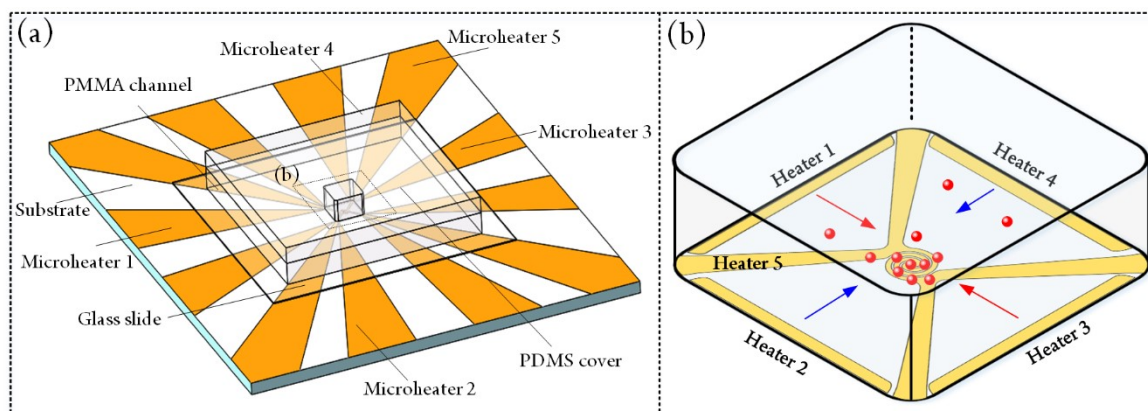 (a)
Microheater 5
Microheater 4
PMMA channel
Microheater 3
(b)
Substrate
Microheater 1
Glass slide
PDMS cover
Microheater 2
(b)
Heater 1
Heater 4
Heater 5
Heater 2
Heater 3